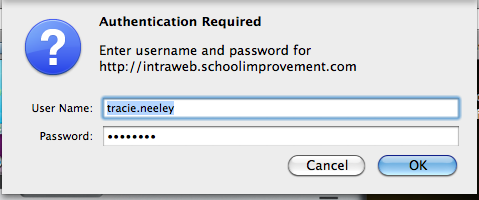 Authentication Required
Enter username and password for
http://intraweb.schoolimprovement.com
User Name: tracie.neeley
Password: ••••••••
Cancel OK